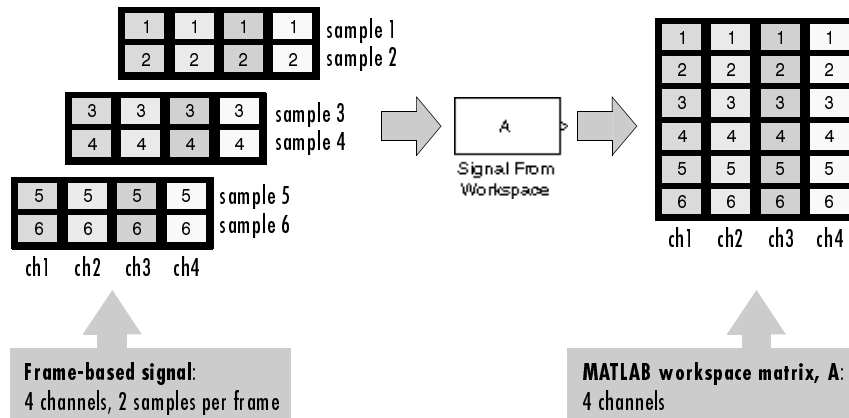 1 1 1 1 sample 1
2 2 2 2 sample 2
3 3 3 3 sample 3
4 4 4 4 sample 4
5 5 5 5 sample 5
6 6 6 6 sample 6
ch1 ch2 ch3 ch4
A
Signal From
Workspace
1 1 1 1
2 2 2 2
3 3 3 3
4 4 4 4
5 5 5 5
6 6 6 6
ch1 ch2 ch3 ch4
Frame-based signal:
4 channels, 2 samples per frame
MATLAB workspace matrix, A:
4 channels